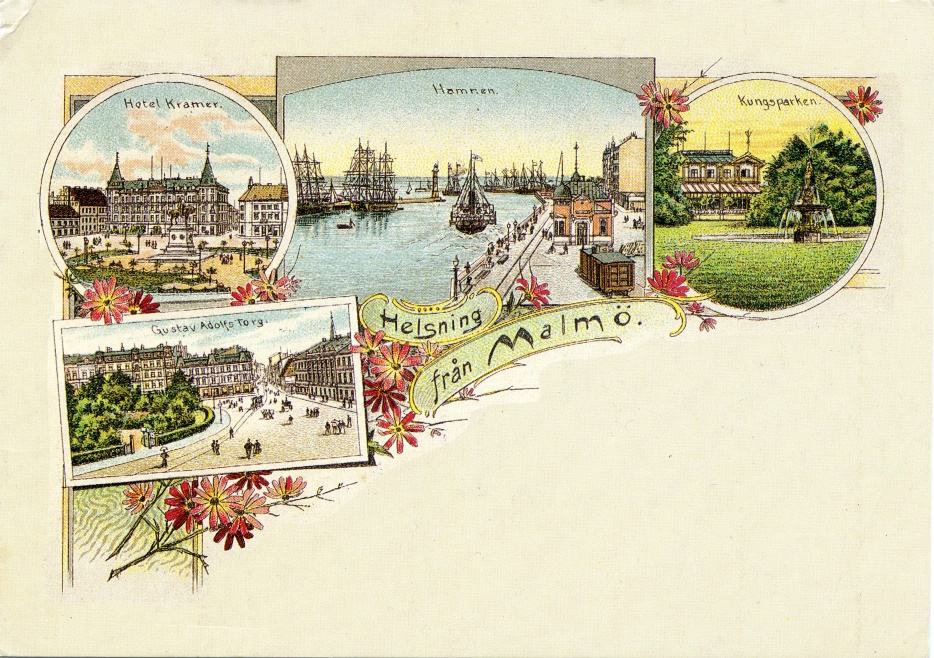 Hotel Kramer.
Hamnen.
Kungsparken.
Gustav Adolfs Torg.
Helsning
från Malmö.